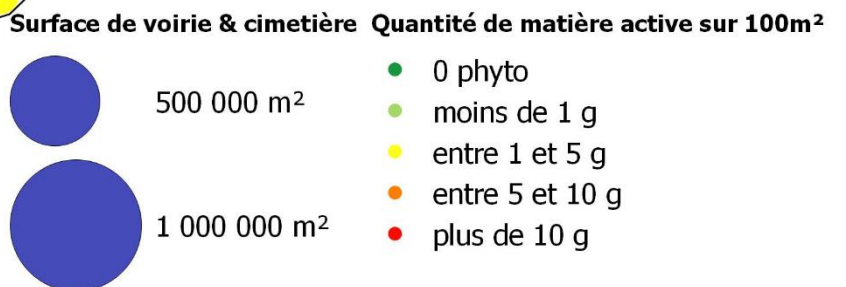 Surface de voirie & cimetière Quantité de matière active sur 100m²
500 000 m²
1 000 000 m²
0 phyto
moins de 1 g
entre 1 et 5 g
entre 5 et 10 g
plus de 10 g